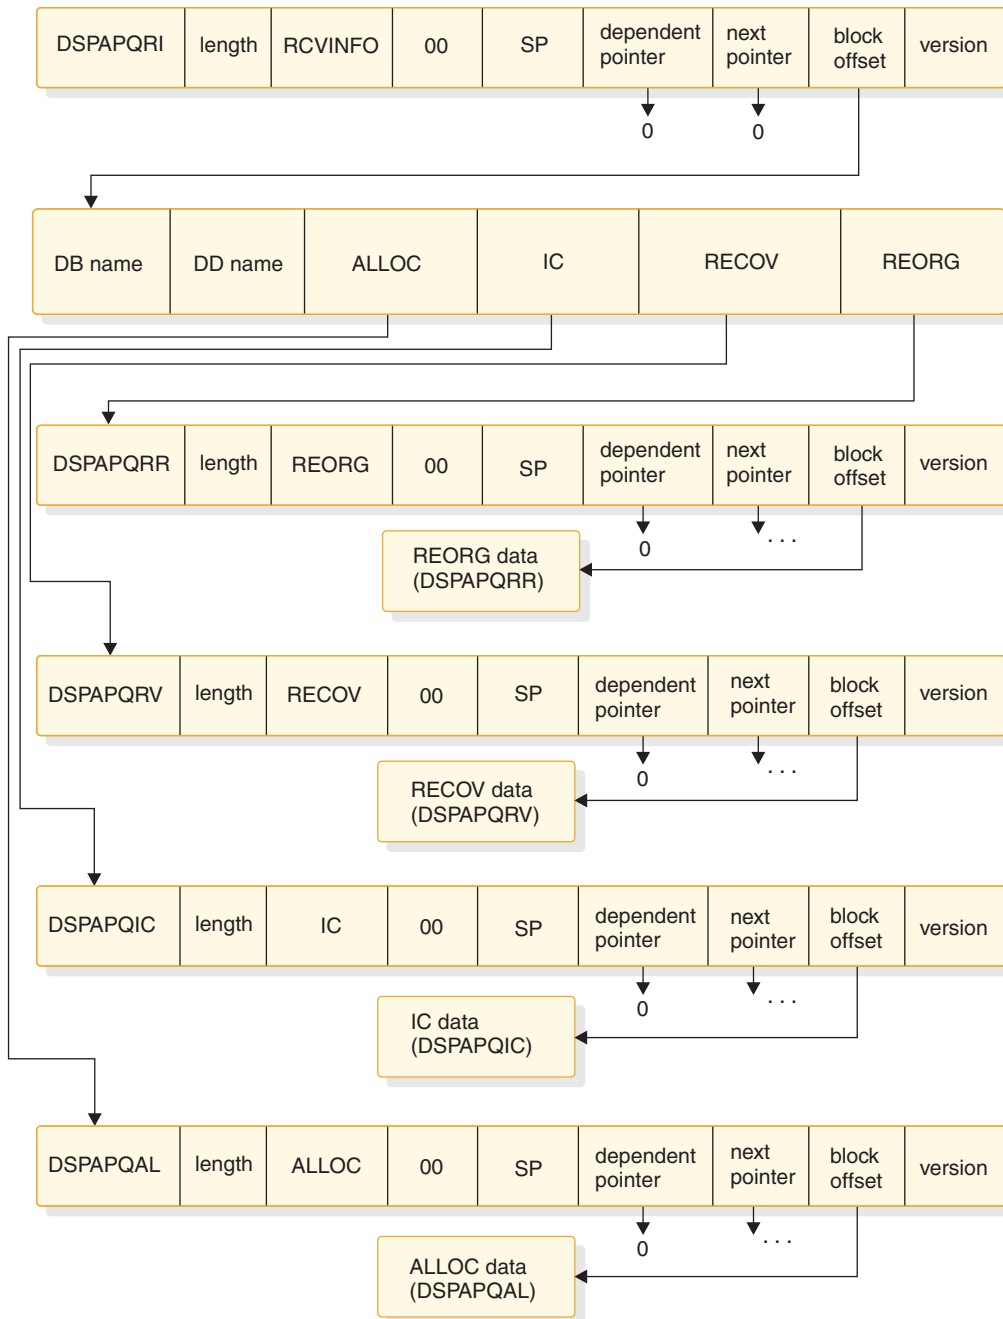 DSPAPQRI length RCVINFO 00 SP dependent pointer next pointer block offset version
0 0
DB name DD name ALLOC IC RECOV REORG
DSPAPQRR length REORG 00 SP dependent pointer next pointer block offset version
0 . . .
REORG data
(DSPAPQRR)
DSPAPQRV length RECOV 00 SP dependent pointer next pointer block offset version
0 . . .
RECOV data
(DSPAPQRV)
DSPAPQIC length IC 00 SP dependent pointer next pointer block offset version
0 . . .
IC data
(DSPAPQIC)
DSPAPQAL length ALLOC 00 SP dependent pointer next pointer block offset version
0 . . .
ALLOC data
(DSPAPQAL)